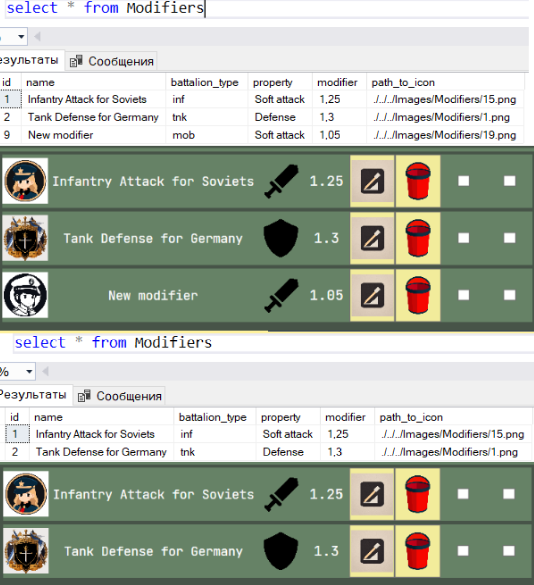 select * from Modifiers
Сообщения
id name battalion_type property modifier path_to_icon
1 Infantry Attack for Soviets inf Soft attack 1,25 ./../../Images/Modifiers/15.png
2 Tank Defense for Germany tnk Defense 1,3 ./../../Images/Modifiers/1.png
9 New modifier mob Soft attack 1,05 ./../../Images/Modifiers/19.png
Infantry Attack for Soviets 1.25
Tank Defense for Germany 1.3
New modifier 1.05
select * from Modifiers
%
Результаты Сообщения
id name battalion_type property modifier path_to_icon
1 Infantry Attack for Soviets inf Soft attack 1,25 ./../../Images/Modifiers/15.png
2 Tank Defense for Germany tnk Defense 1,3 ./../../Images/Modifiers/1.png
Infantry Attack for Soviets 1.25
Tank Defense for Germany 1.3